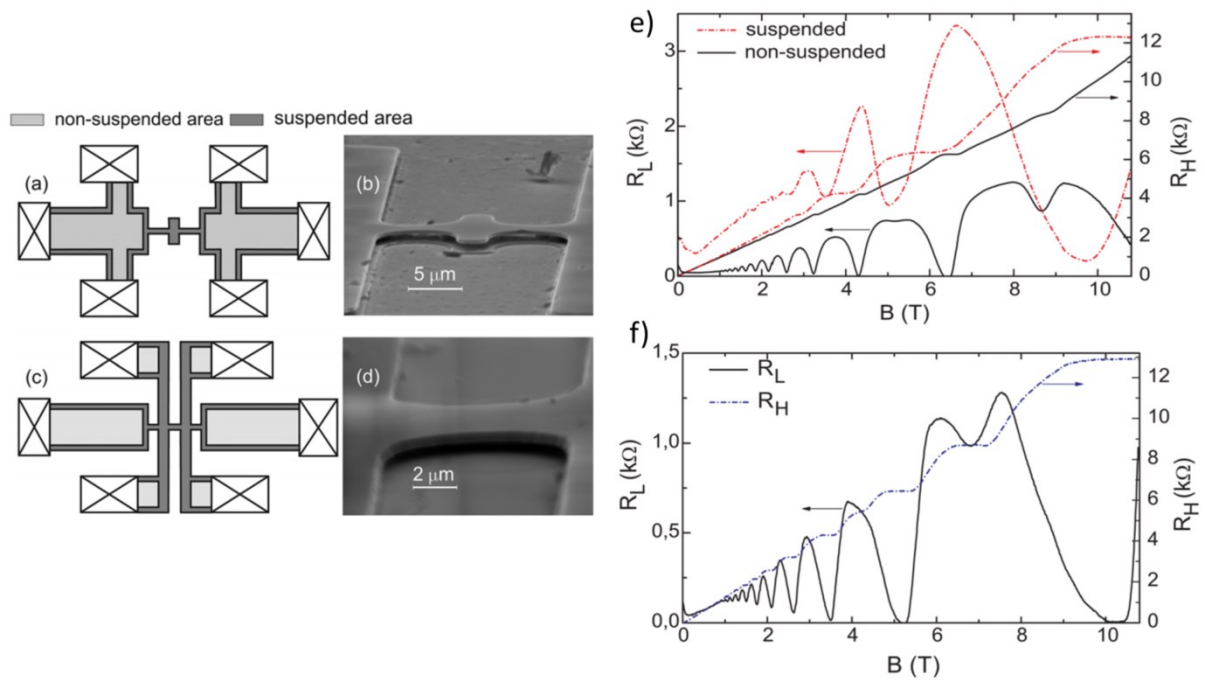 non-suspended area suspended area
(a)
(b)
5 μm
(c)
(d)
2 μm
e)
suspended
non-suspended
R_L (kΩ)
3
2
1
0
R_H (kΩ)
12
10
8
6
4
2
0
0 2 4 6 8 10
B (T)
f)
R_L
R_H
R_L (kΩ)
1,5
1,0
0,5
0,0
R_H (kΩ)
12
10
8
6
4
2
0
0 2 4 6 8 10
B (T)